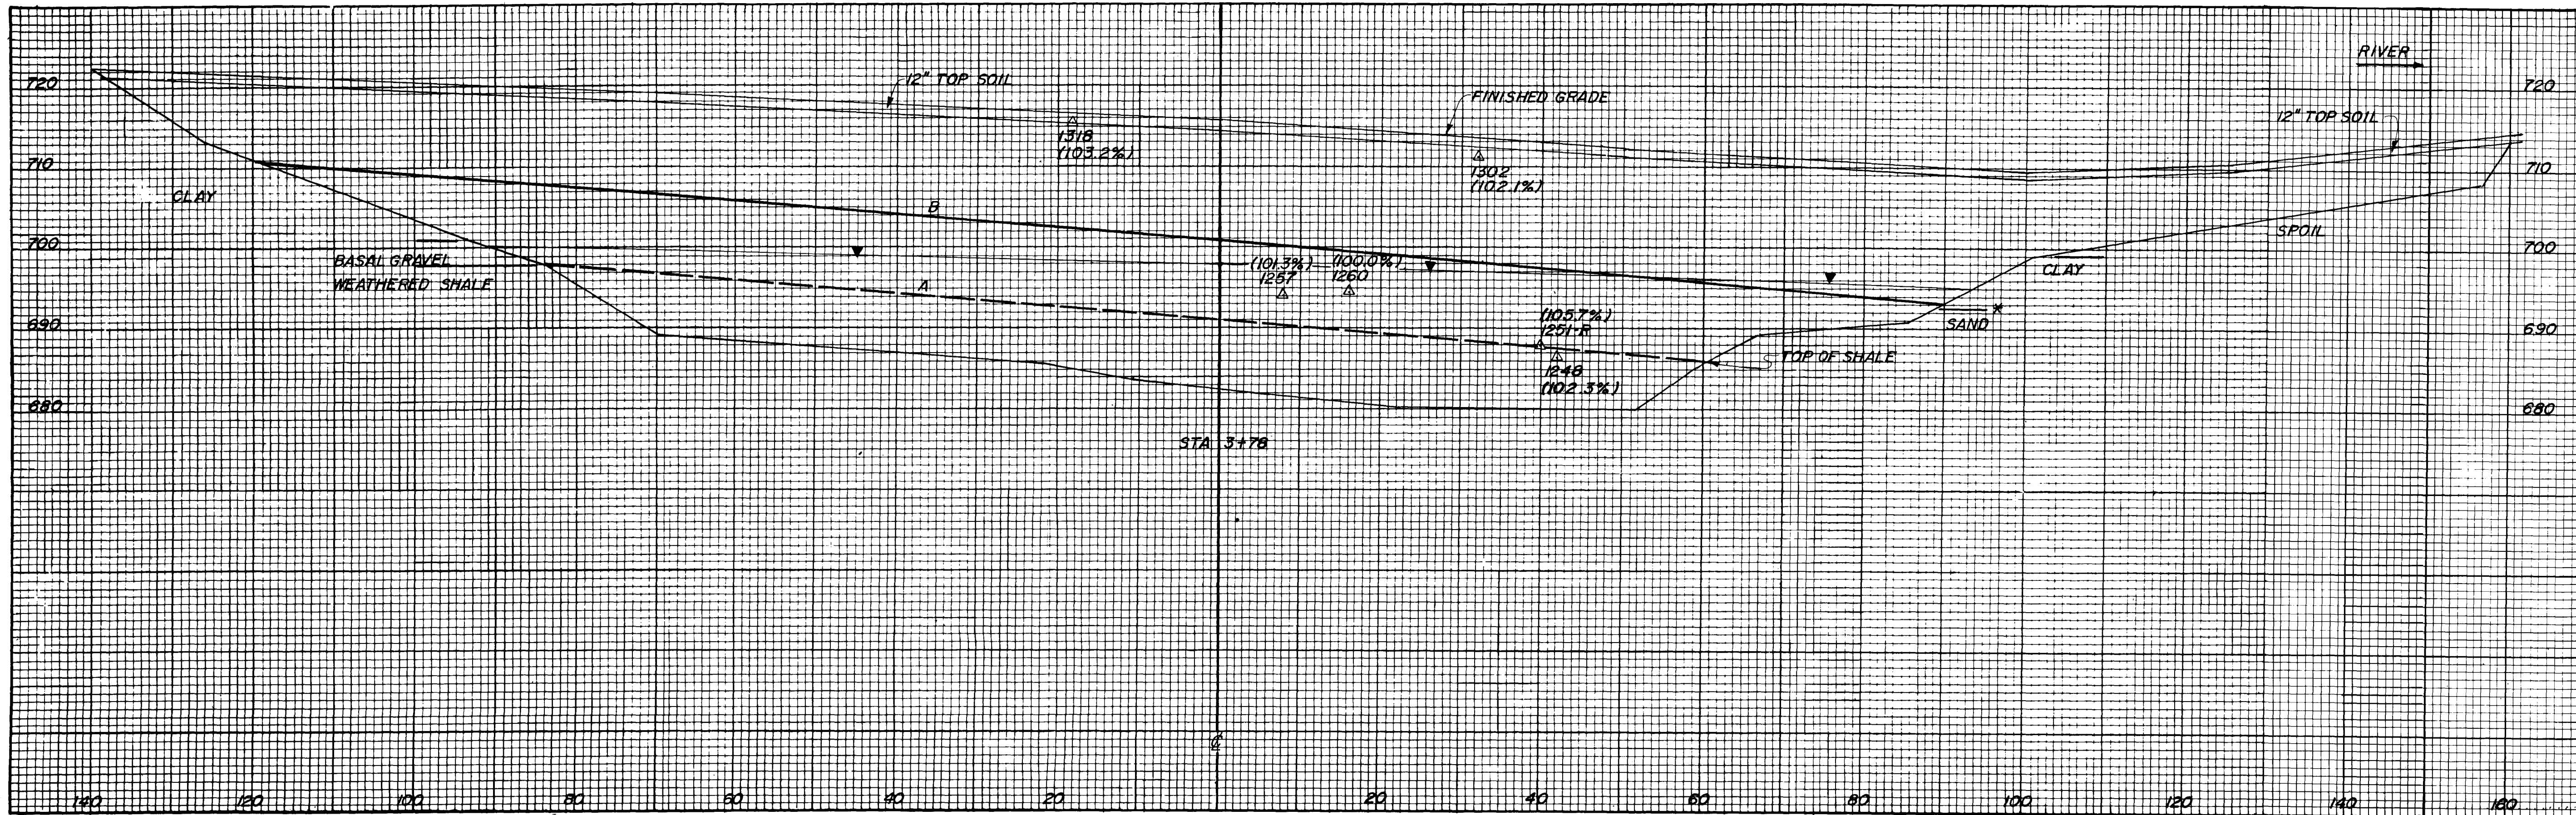 RIVER
720
12" TOP SOIL
FINISHED GRADE
720
12" TOP SOIL
1318
(103.2%)
1302
(102.1%)
710
710
CLAY
B
SPOIL
700
700
BASAL GRAVEL
(101.3%)
1257
(100.0%)
1260
CLAY
WEATHERED SHALE
A
690
(105.7%)
1251-R
SAND
*
690
TOP OF SHALE
1248
(102.3%)
680
680
STA 3+78
℄
140 120 100 80 60 40 20 20 40 60 80 100 120 140 160